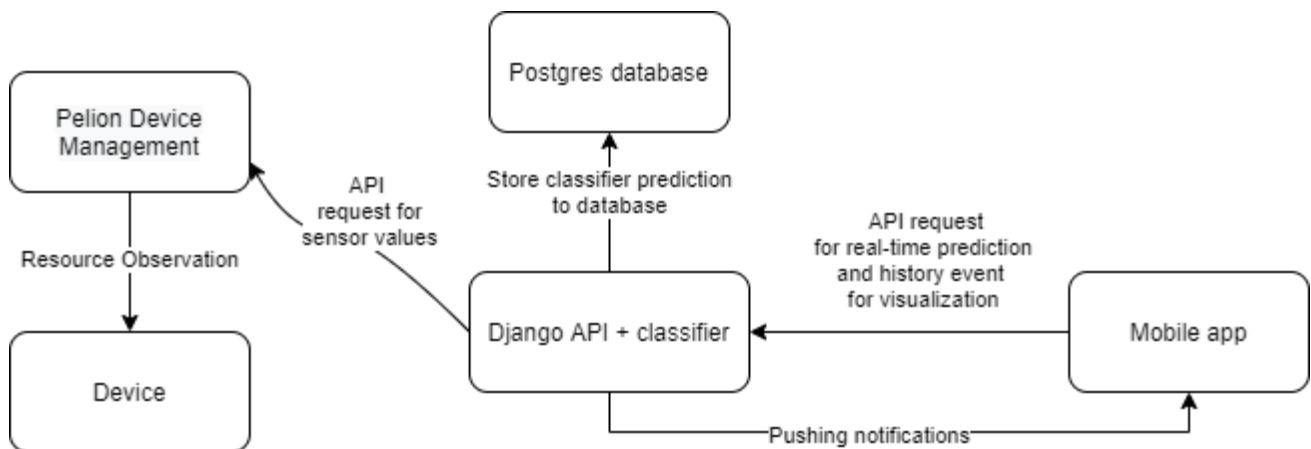 Postgres database
Pelion Device
Management
Store classifier prediction
to database
API
request for
sensor values
API request
for real-time prediction
and history event
for visualization
Resource Observation
Django API + classifier
Mobile app
Device
Pushing notifications